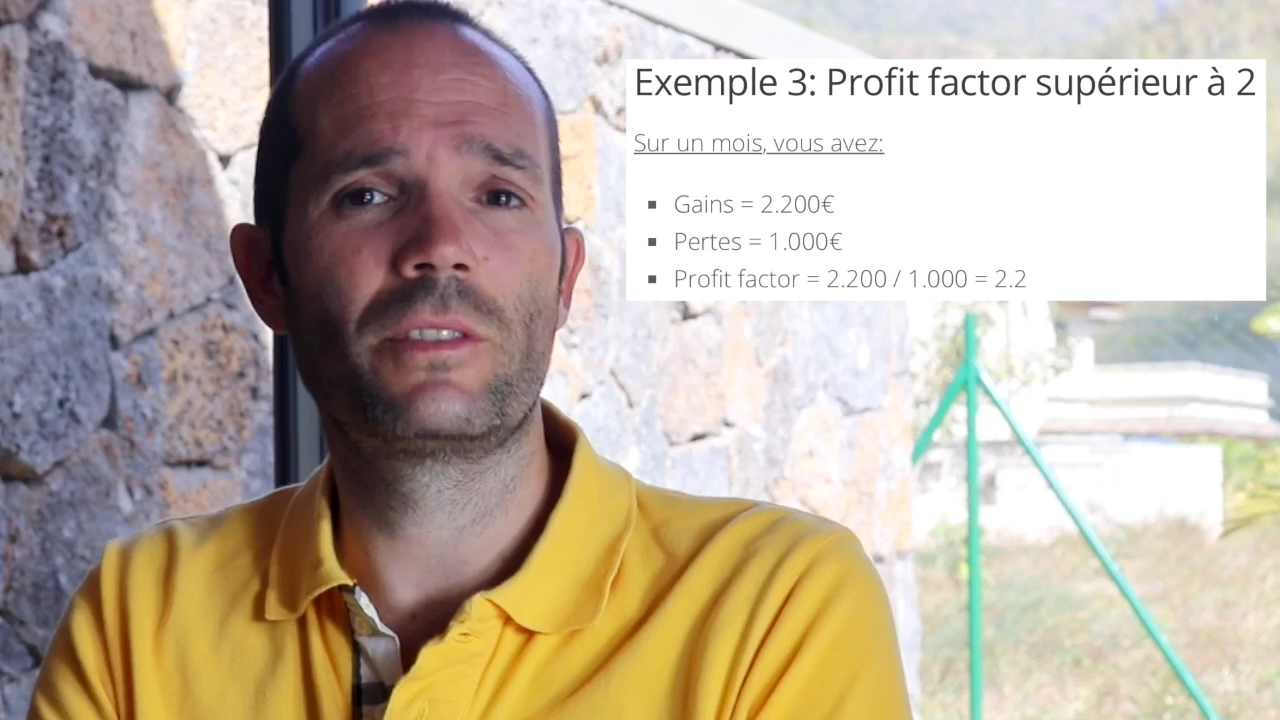 Exemple 3: Profit factor supérieur à 2
Sur un mois, vous avez:
Gains = 2.200€
Pertes = 1.000€
Profit factor = 2.200 / 1.000 = 2.2